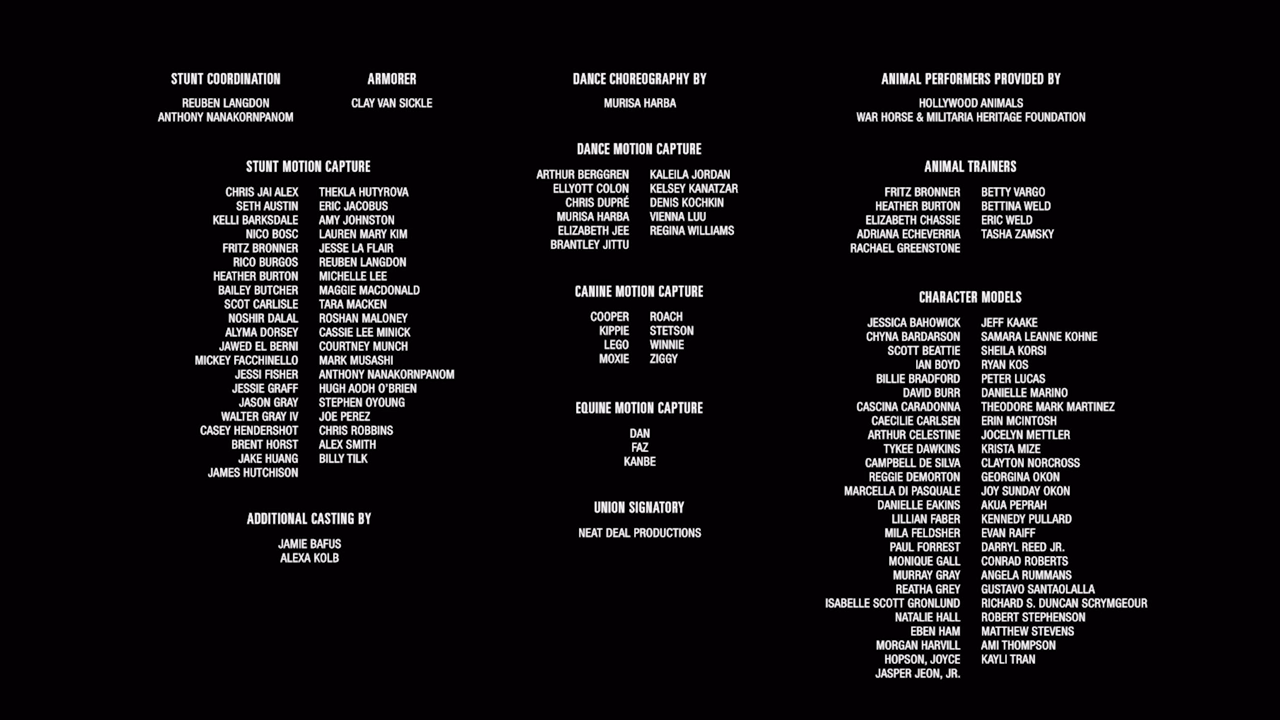 STUNT COORDINATION
REUBEN LANGDON
ANTHONY NANAKORNPANOM
ARMORER
CLAY VAN SICKLE
STUNT MOTION CAPTURE
CHRIS JAI ALEX THEKLA HUTYROVA
SETH AUSTIN ERIC JACOBUS
KELLI BARKSDALE AMY JOHNSTON
NICO BOSC LAUREN MARY KIM
FRITZ BRONNER JESSE LA FLAIR
RICO BURGOS REUBEN LANGDON
HEATHER BURTON MICHELLE LEE
BAILEY BUTCHER MAGGIE MACDONALD
SCOT CARLISLE TARA MACKEN
NOSHIR DALAL ROSHAN MALONEY
ALYMA DORSEY CASSIE LEE MINICK
JAWED EL BERNI COURTNEY MUNCH
MICKEY FACCHINELLO MARK MUSASHI
JESSI FISHER ANTHONY NANAKORNPANOM
JESSIE GRAFF HUGH AODH O'BRIEN
JASON GRAY STEPHEN OYOUNG
WALTER GRAY IV JOE PEREZ
CASEY HENDERSHOT CHRIS ROBBINS
BRENT HORST ALEX SMITH
JAKE HUANG BILLY TILK
JAMES HUTCHISON
ADDITIONAL CASTING BY
JAMIE BAFUS
ALEXA KOLB
DANCE CHOREOGRAPHY BY
MURISA HARBA
DANCE MOTION CAPTURE
ARTHUR BERGGREN KALEILA JORDAN
ELLYOTT COLON KELSEY KANATZAR
CHRIS DUPRÉ DENIS KOCHKIN
MURISA HARBA VIENNA LUU
ELIZABETH JEE REGINA WILLIAMS
BRANTLEY JITTU
CANINE MOTION CAPTURE
COOPER ROACH
KIPPIE STETSON
LEGO WINNIE
MOXIE ZIGGY
EQUINE MOTION CAPTURE
DAN
FAZ
KANBE
UNION SIGNATORY
NEAT DEAL PRODUCTIONS
ANIMAL PERFORMERS PROVIDED BY
HOLLYWOOD ANIMALS
WAR HORSE & MILITARIA HERITAGE FOUNDATION
ANIMAL TRAINERS
FRITZ BRONNER BETTY VARGO
HEATHER BURTON BETTINA WELD
ELIZABETH CHASSIE ERIC WELD
ADRIANA ECHEVERRIA TASHA ZAMSKY
RACHAEL GREENSTONE
CHARACTER MODELS
JESSICA BAHOWICK JEFF KAAKE
CHYNA BARDARSON SAMARA LEANNE KOHNE
SCOTT BEATTIE SHEILA KORSI
IAN BOYD RYAN KOS
BILLIE BRADFORD PETER LUCAS
DAVID BURR DANIELLE MARINO
CASCINA CARADONNA THEODORE MARK MARTINEZ
CAECILIE CARLSEN ERIN MCINTOSH
ARTHUR CELESTINE JOCELYN METTLER
TYKEE DAWKINS KRISTA MIZE
CAMPBELL DE SILVA CLAYTON NORCROSS
REGGIE DEMORTON GEORGINA OKON
MARCELLA DI PASQUALE JOY SUNDAY OKON
DANIELLE EAKINS AKUA PEPRAH
LILLIAN FABER KENNEDY PULLARD
MILA FELDSHER EVAN RAIFF
PAUL FORREST DARRYL REED JR.
MONIQUE GALL CONRAD ROBERTS
MURRAY GRAY ANGELA RUMMANS
REATHA GREY GUSTAVO SANTAOLALLA
ISABELLE SCOTT GRONLUND RICHARD S. DUNCAN SCRYMGEOUR
NATALIE HALL ROBERT STEPHENSON
EBEN HAM MATTHEW STEVENS
MORGAN HARVILL AMI THOMPSON
HOPSON, JOYCE KAYLI TRAN
JASPER JEON, JR.